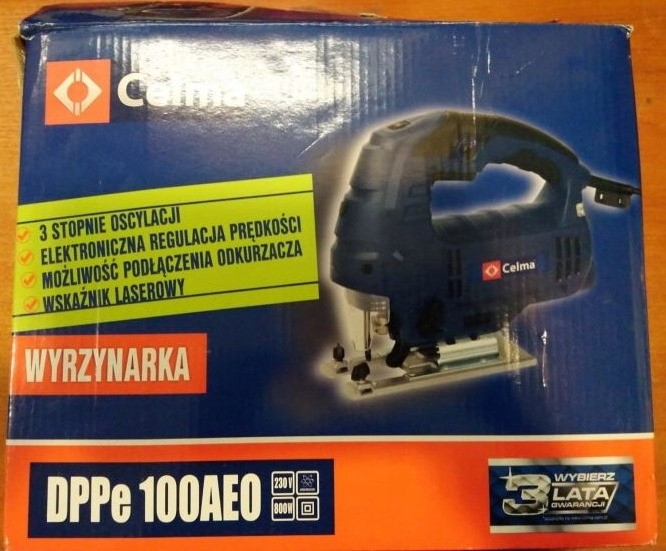 Celma
3 STOPNIE OSCYLACJI
ELEKTRONICZNA REGULACJA PRĘDKOŚCI
MOŻLIWOŚĆ PODŁĄCZENIA ODKURZACZA
WSKAŹNIK LASEROWY
Celma
WYRZYNARKA
DPPe 100AEO
230 V
800W
WYBIERZ
3 LATA
GWARANCJI